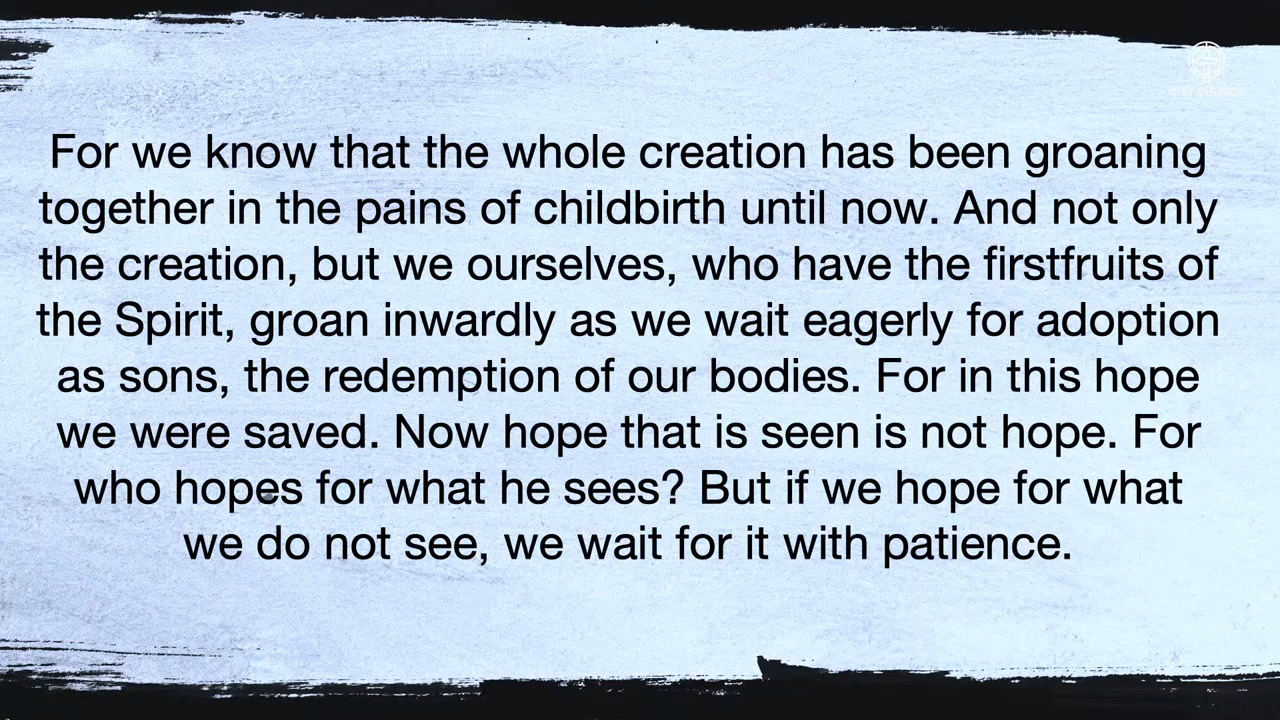 For we know that the whole creation has been groaning
together in the pains of childbirth until now. And not only
the creation, but we ourselves, who have the firstfruits of
the Spirit, groan inwardly as we wait eagerly for adoption
as sons, the redemption of our bodies. For in this hope
we were saved. Now hope that is seen is not hope. For
who hopes for what he sees? But if we hope for what
we do not see, we wait for it with patience.